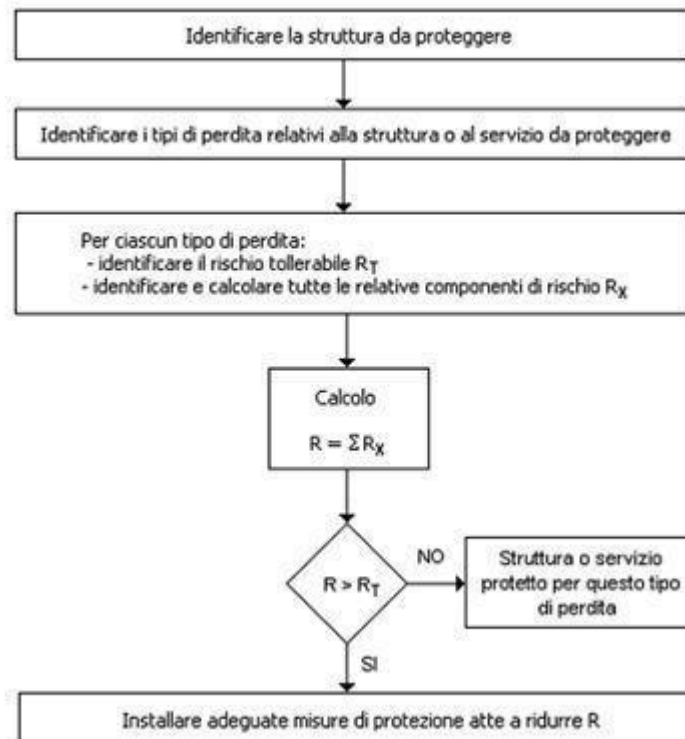 Identificare la struttura da proteggere
Identificare i tipi di perdita relativi alla struttura o al servizio da proteggere
Per ciascun tipo di perdita:
- identificare il rischio tollerabile RT
- identificare e calcolare tutte le relative componenti di rischio RX
Calcolo
R = ΣRX
R > RT
NO
Struttura o servizio
protetto per questo tipo
di perdita
SI
Installare adeguate misure di protezione atte a ridurre R